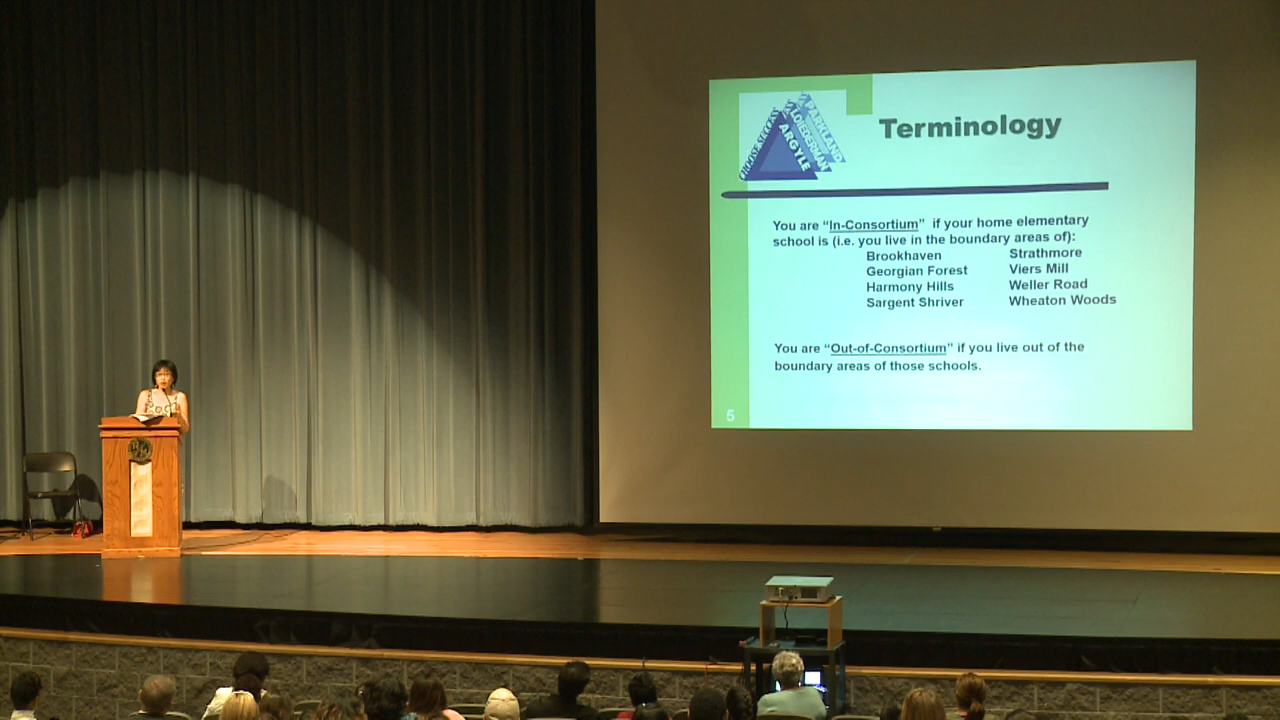 PARKLAND
LOIEDERMAN
ARGYLE
Terminology
You are “In-Consortium” if your home elementary
school is (i.e. you live in the boundary areas of):
Brookhaven Strathmore
Georgian Forest Viers Mill
Harmony Hills Weller Road
Sargent Shriver Wheaton Woods
You are “Out-of-Consortium” if you live out of the
boundary areas of those schools.
5